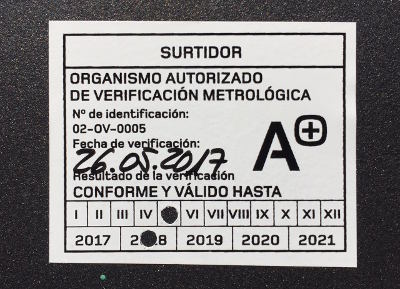 SURTIDOR
ORGANISMO AUTORIZADO
DE VERIFICACIÓN METROLÓGICA
Nº de identificación:
02-OV-0005
Fecha de verificación:
26.05.2017
A+
Resultado de la verificación
CONFORME Y VÁLIDO HASTA
I II III IV VI VII VIII IX X XI XII
2017 2018 2019 2020 2021